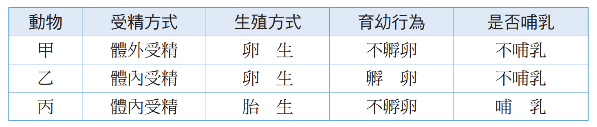 動物 受精方式 生殖方式 育幼行為 是否哺乳
甲 體外受精 卵 生 不孵卵 不哺乳
乙 體內受精 卵 生 孵 卵 不哺乳
丙 體內受精 胎 生 不孵卵 哺 乳